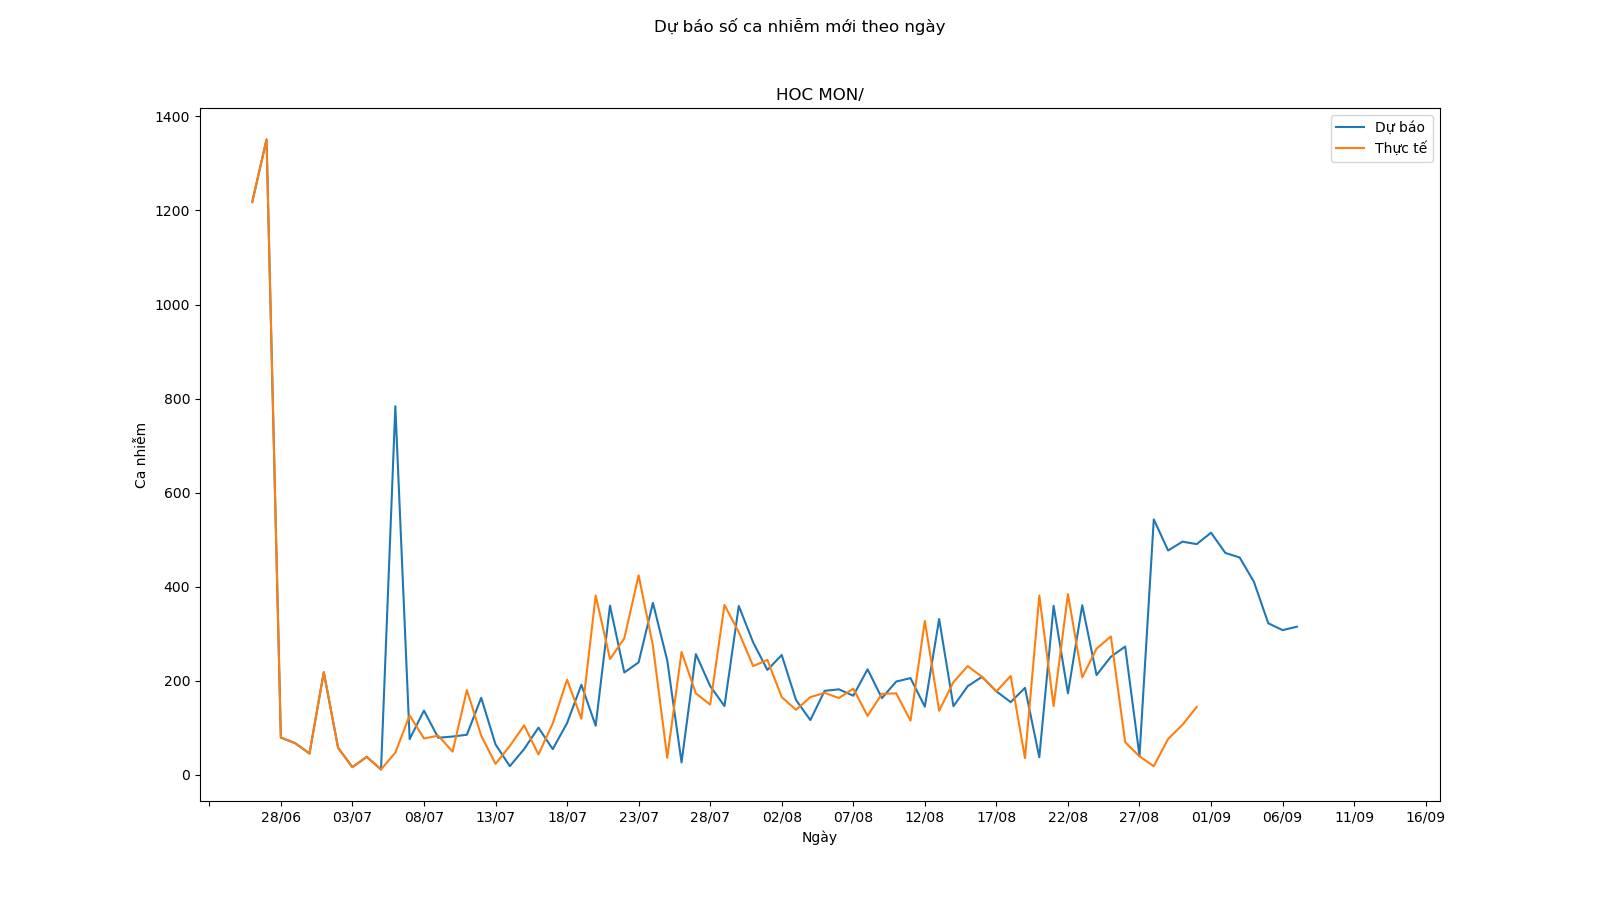 Dự báo số ca nhiễm mới theo ngày
HOC MON/
Dự báo
Thực tế
1400
1200
1000
800
600
400
200
0
Ca nhiễm
28/06 03/07 08/07 13/07 18/07 23/07 28/07 02/08 07/08 12/08 17/08 22/08 27/08 01/09 06/09 11/09 16/09
Ngày